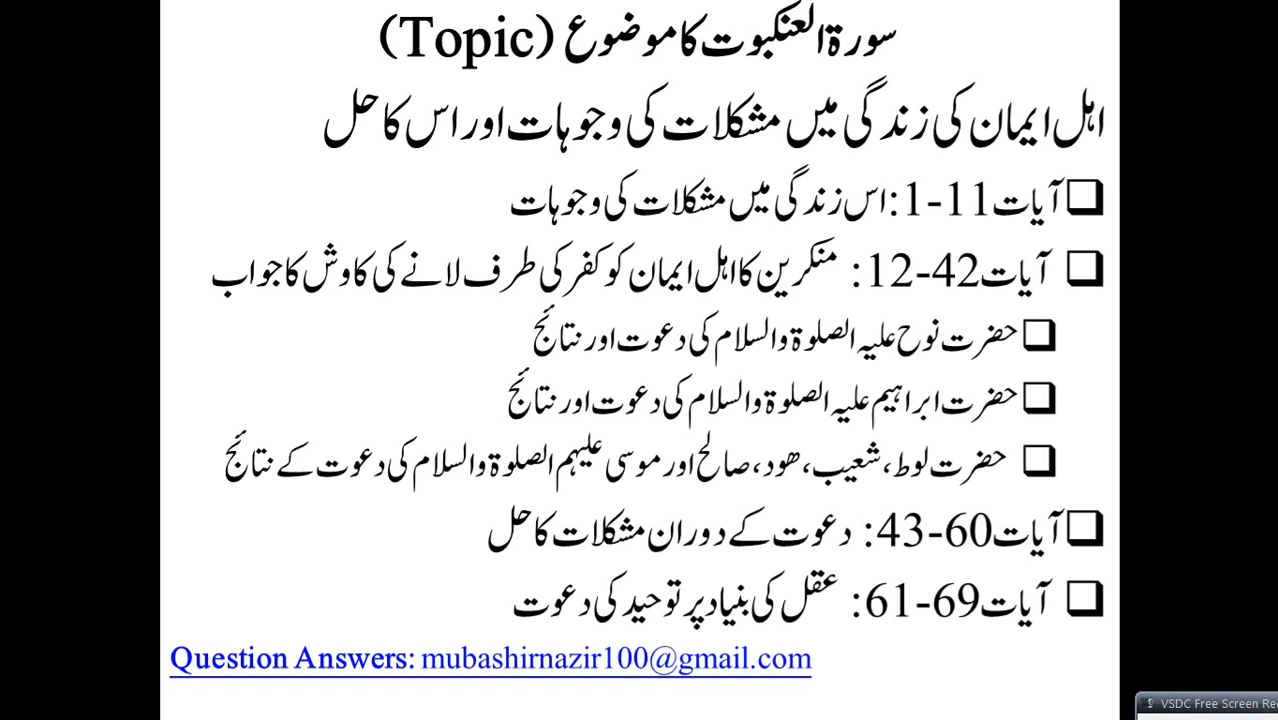 سورۃ العنکبوت کا موضوع (Topic)
اہل ایمان کی زندگی میں مشکلات کی وجوہات اور اس کا حل
آیات 1-11: اس زندگی میں مشکلات کی وجوہات
آیات 12-42: منکرین کا اہل ایمان کو کفر کی طرف لانے کی کاوش کا جواب
حضرت نوح علیہ الصلوۃ والسلام کی دعوت اور نتائج
حضرت ابراہیم علیہ الصلوۃ والسلام کی دعوت اور نتائج
حضرت لوط، شعیب، ھود، صالح اور موسی علیہم الصلوۃ والسلام کی دعوت کے نتائج
آیات 43-60: دعوت کے دوران مشکلات کا حل
آیات 61-69: عقل کی بنیاد پر توحید کی دعوت
Question Answers: mubashirnazir100@gmail.com
VSDC Free Screen Re